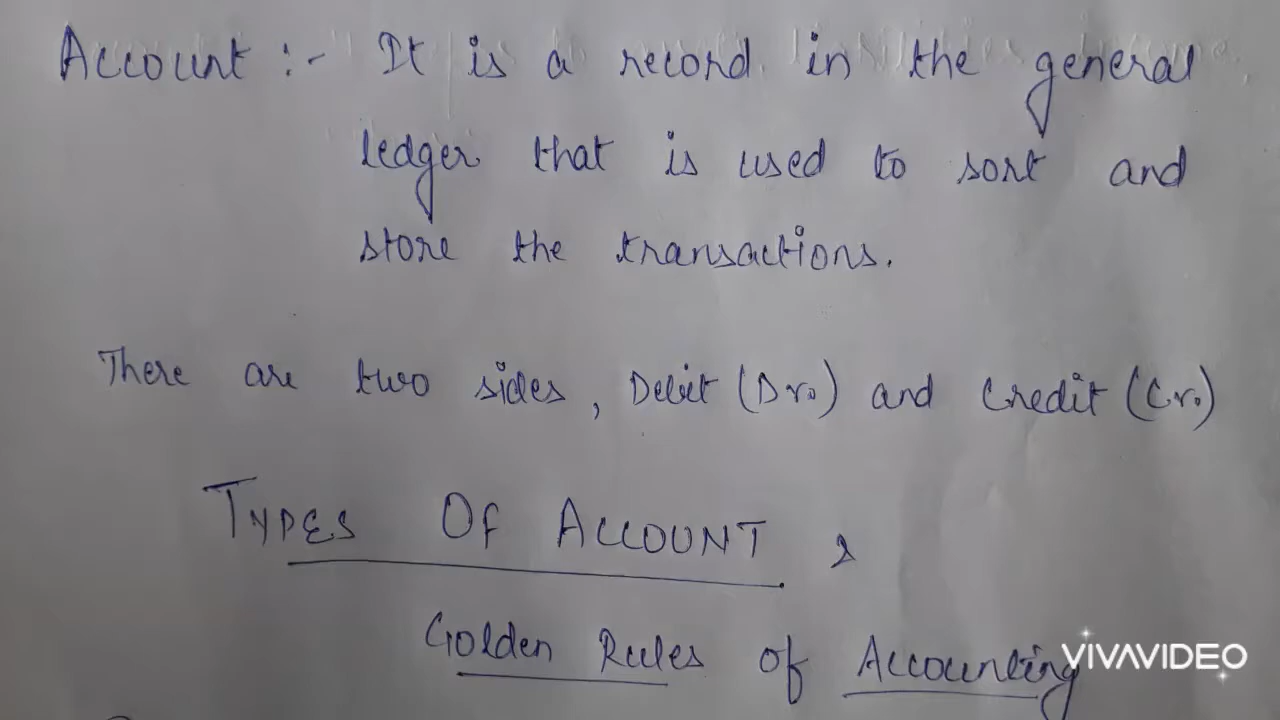 Account :- It is a record in the general
ledger that is used to sort and
store the transactions.
There are two sides, Debit (Dr.) and Credit (Cr.)
TYPES OF ACCOUNT &
Golden Rules of Accounting
VIVAVIDEO